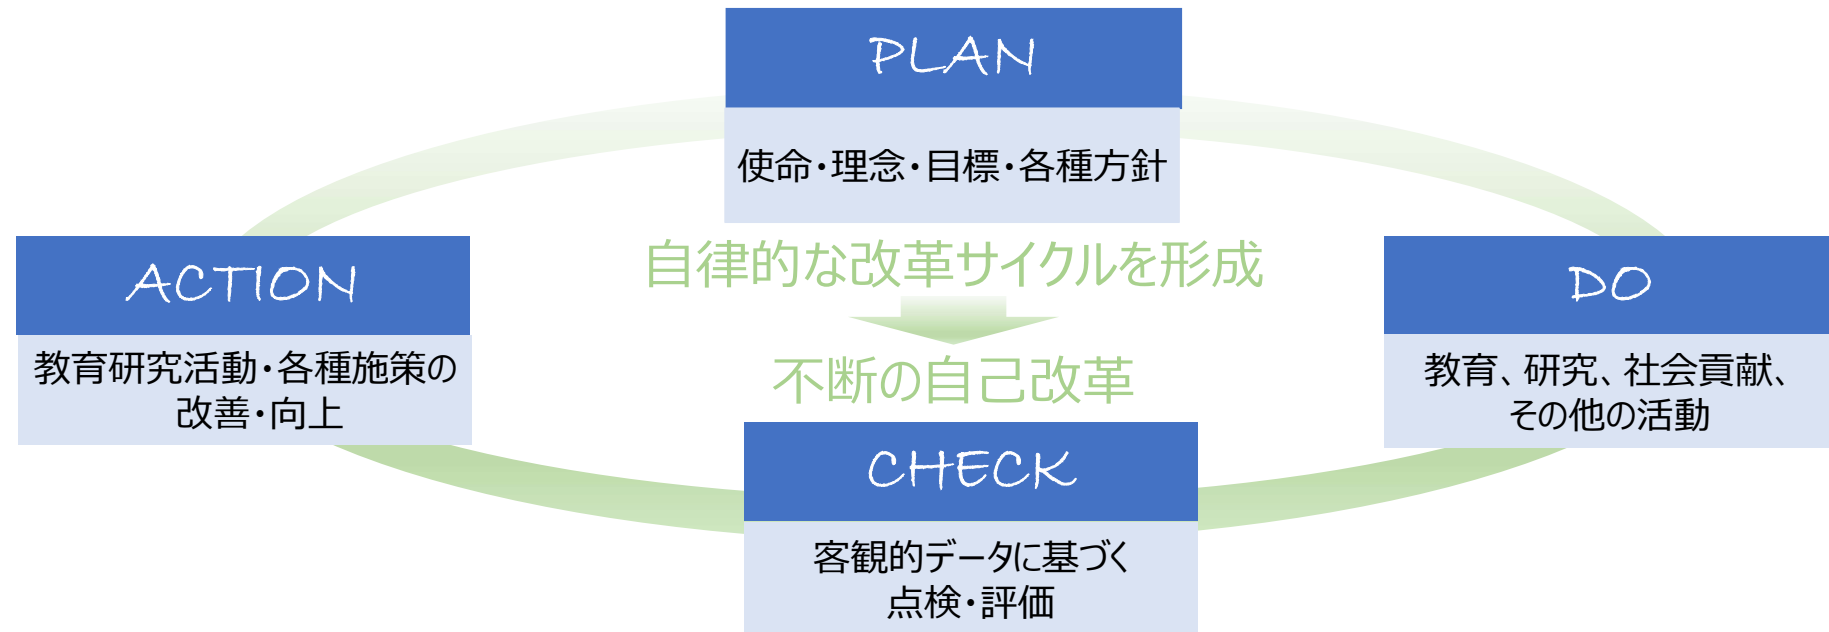 PLAN
使命・理念・目標・各種方針
自律的な改革サイクルを形成
不断の自己改革
ACTION
教育研究活動・各種施策の
改善・向上
DO
教育、研究、社会貢献、
その他の活動
CHECK
客観的データに基づく
点検・評価